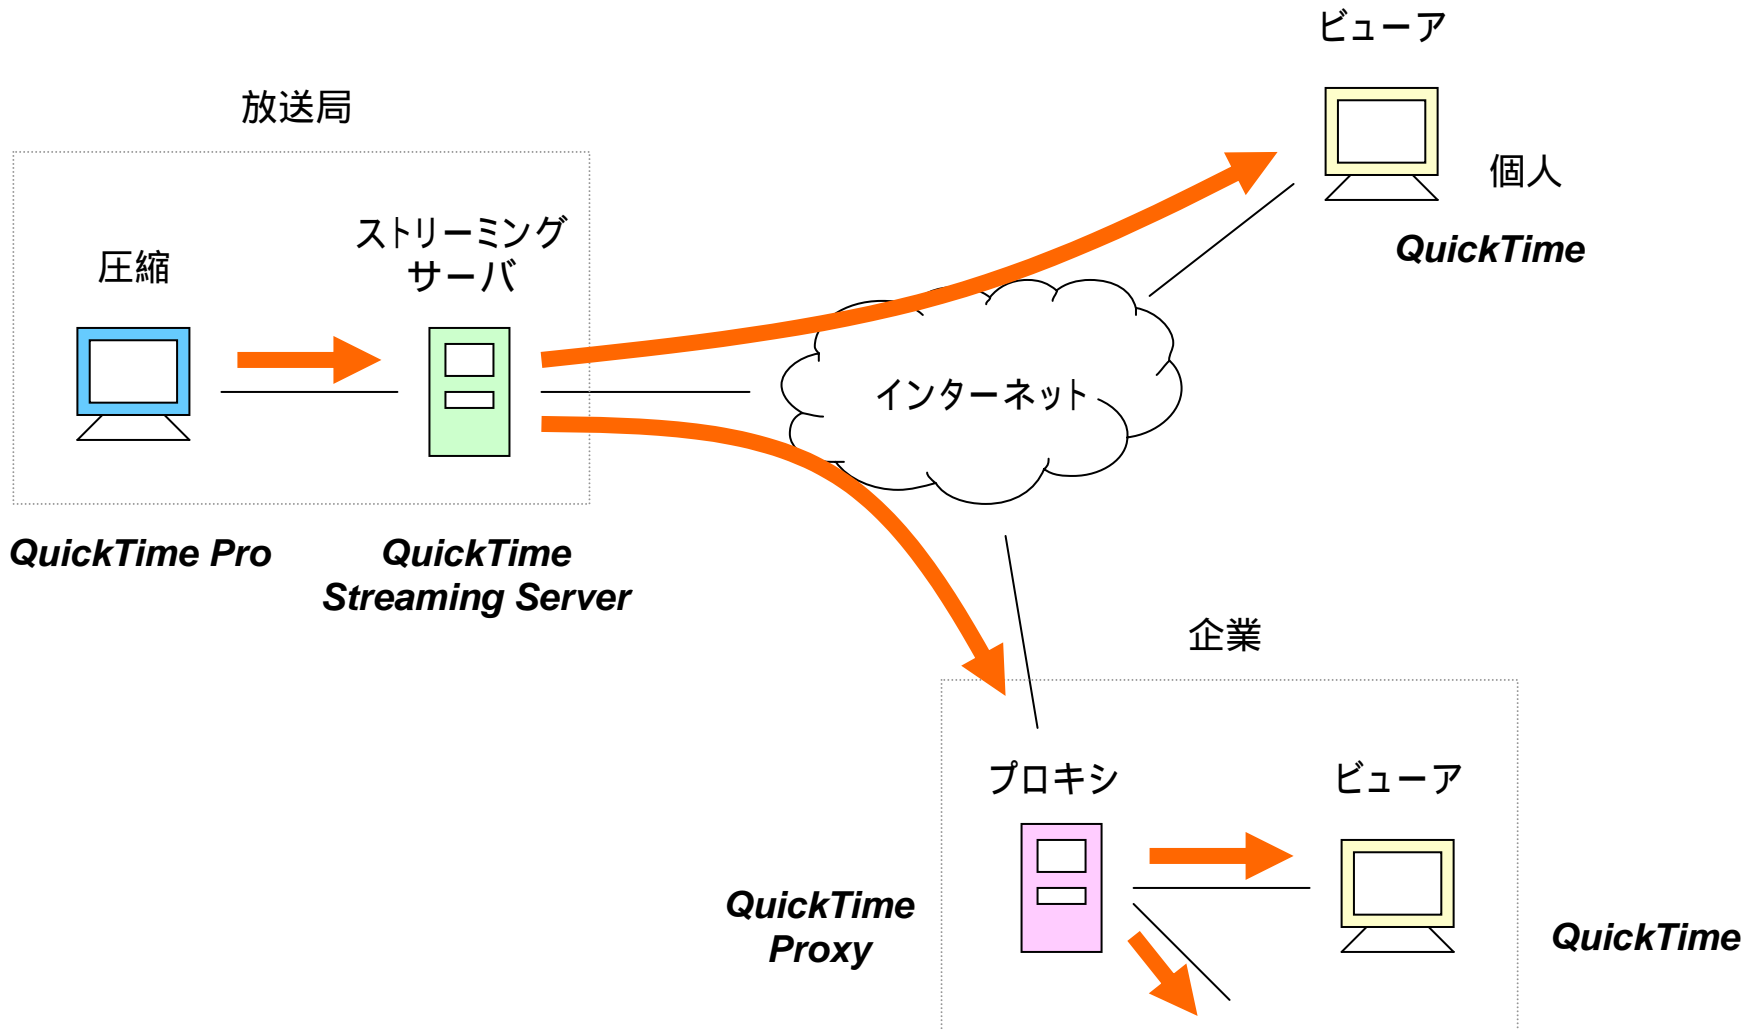 ビューア
放送局
個人
QuickTime
ストリーミング
サーバ
圧縮
インターネット
QuickTime Pro
QuickTime
Streaming Server
企業
プロキシ
ビューア
QuickTime
Proxy
QuickTime